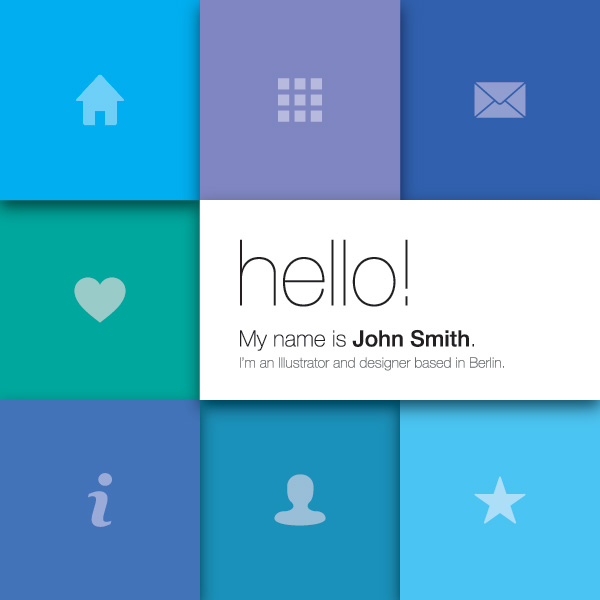 hello!
My name is John Smith.
I'm an Illustrator and designer based in Berlin.